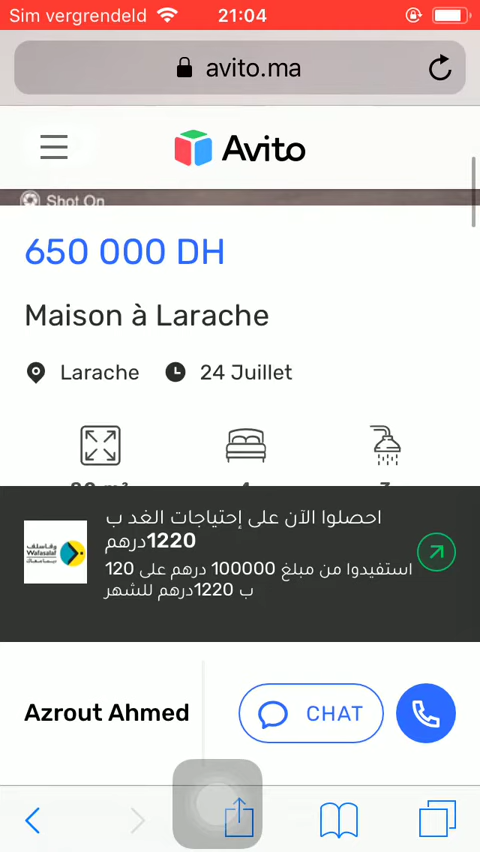 Sim vergrendeld 21:04
avito.ma
Avito
Shot On
650 000 DH
Maison à Larache
Larache 24 Juillet
احصلوا الآن على إحتياجات الغد ب
1220درهم
استفيدوا من مبلغ 100000 درهم على 120
ب 1220درهم للشهر
Wafasalaf
Azrout Ahmed CHAT